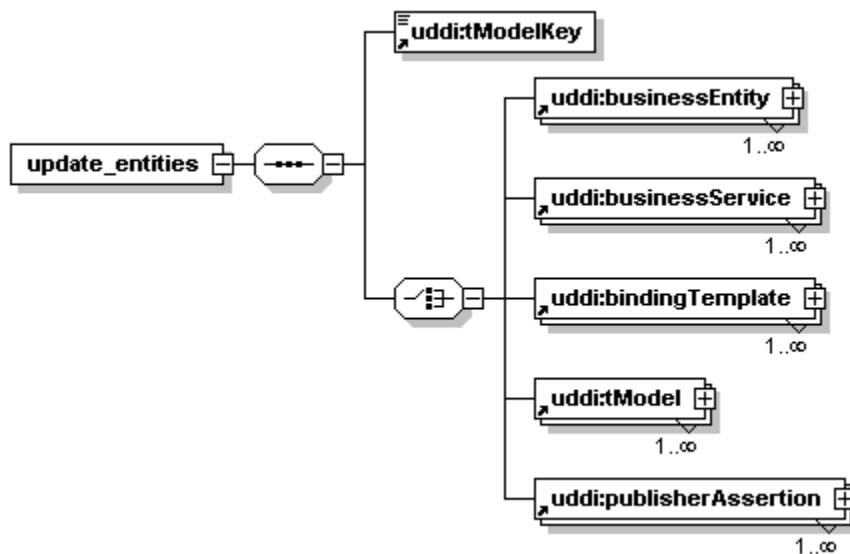 uddi:tModelKey
uddi:businessEntity
1..∞
update_entities
uddi:businessService
1..∞
uddi:bindingTemplate
1..∞
uddi:tModel
1..∞
uddi:publisherAssertion
1..∞